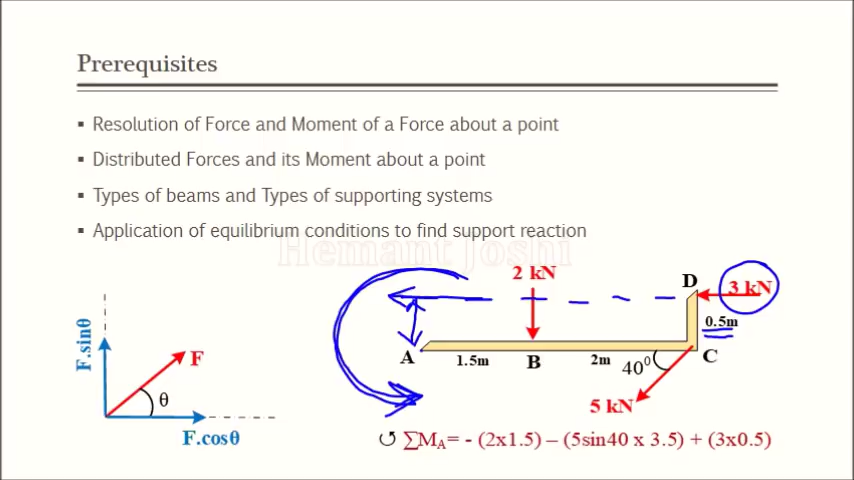 Prerequisites
▪ Resolution of Force and Moment of a Force about a point
▪ Distributed Forces and its Moment about a point
▪ Types of beams and Types of supporting systems
▪ Application of equilibrium conditions to find support reaction
Hemant Joshi
2 kN
D
3 kN
0.5m
A
1.5m
B
2m
40⁰
C
5 kN
F.sinθ
F
θ
F.cosθ
↺ ∑M_A= - (2x1.5) – (5sin40 x 3.5) + (3x0.5)